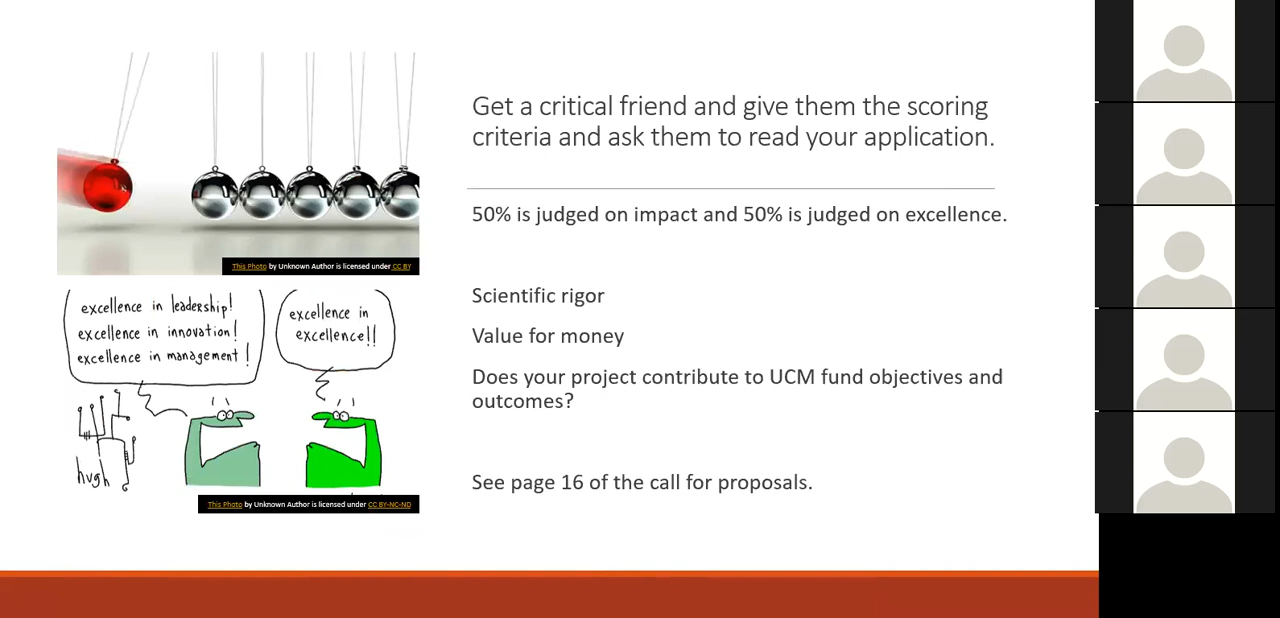 Get a critical friend and give them the scoring
criteria and ask them to read your application.
50% is judged on impact and 50% is judged on excellence.
Scientific rigor
Value for money
Does your project contribute to UCM fund objectives and
outcomes?
See page 16 of the call for proposals.
This Photo by Unknown Author is licensed under CC BY
excellence in leadership!
excellence in innovation!
excellence in management!
excellence in
excellence!!
hugh
This Photo by Unknown Author is licensed under CC BY-NC-ND